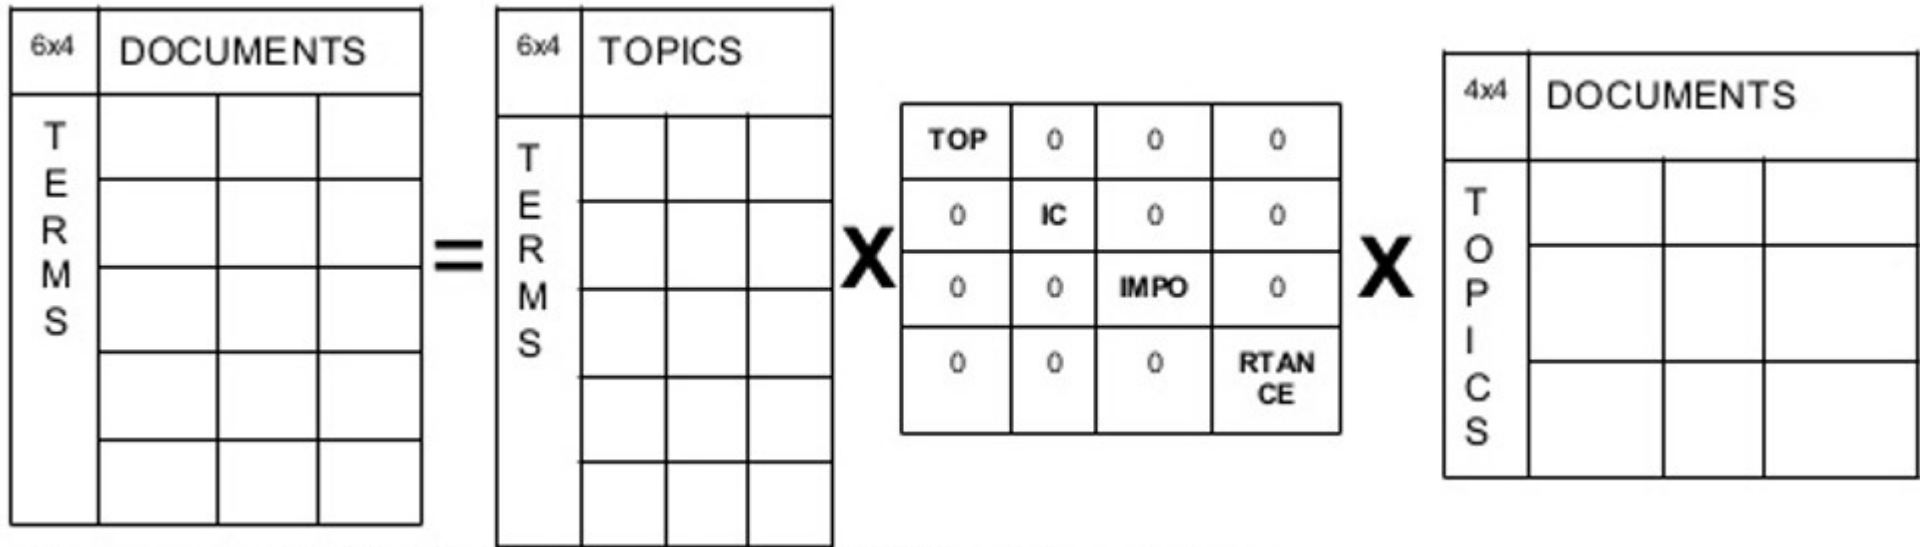 6x4 DOCUMENTS
T
E
R
M
S
=
6x4 TOPICS
T
E
R
M
S
X
TOP 0 0 0
0 IC 0 0
0 0 IMPO 0
0 0 0 RTAN
CE
X
4x4 DOCUMENTS
T
O
P
I
C
S